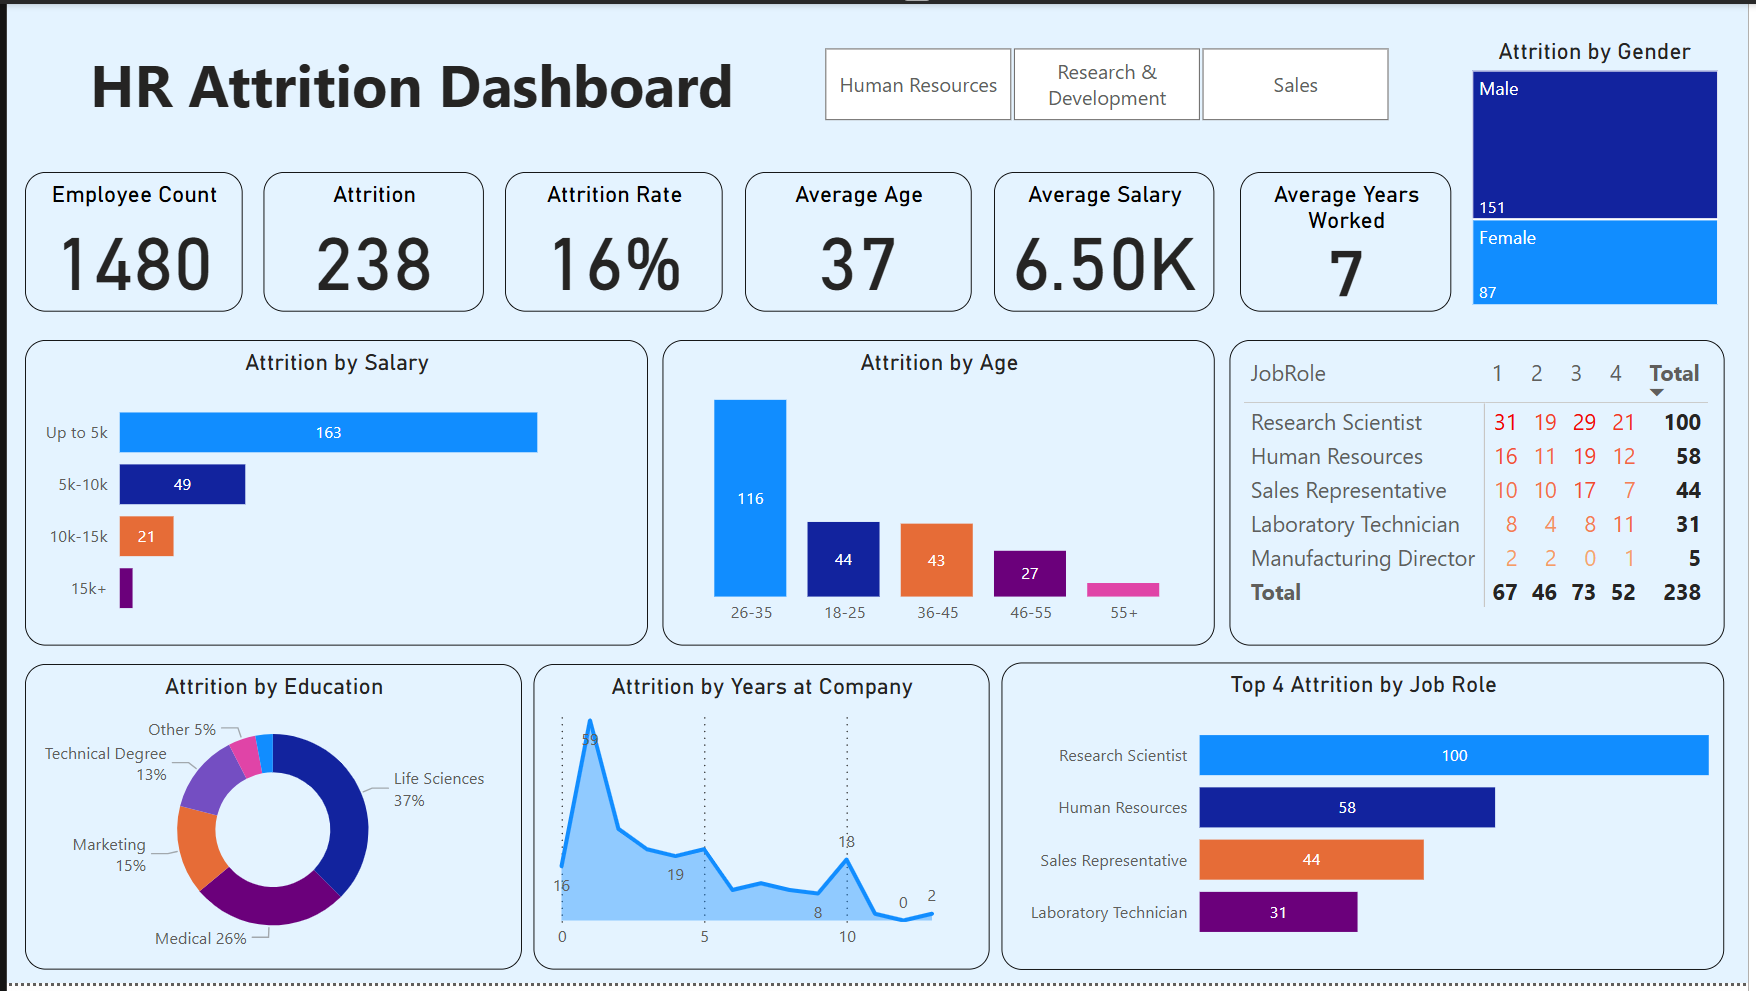 HR Attrition Dashboard
Human Resources
Research &
Development
Sales
Attrition by Gender
Male
151
Female
87
Employee Count
1480
Attrition
238
Attrition Rate
16%
Average Age
37
Average Salary
6.50K
Average Years
Worked
7
Attrition by Salary
Up to 5k
163
5k-10k
49
10k-15k
21
15k+
Attrition by Age
116
44
43
27
26-35
18-25
36-45
46-55
55+
JobRole 1 2 3 4 Total
Research Scientist 31 19 29 21 100
Human Resources 16 11 19 12 58
Sales Representative 10 10 17 7 44
Laboratory Technician 8 4 8 11 31
Manufacturing Director 2 2 0 1 5
Total 67 46 73 52 238
Attrition by Education
Other 5%
Technical Degree
13%
Life Sciences
37%
Marketing
15%
Medical 26%
Attrition by Years at Company
59
16
19
8
18
0
2
0 5 10
Top 4 Attrition by Job Role
Research Scientist
100
Human Resources
58
Sales Representative
44
Laboratory Technician
31